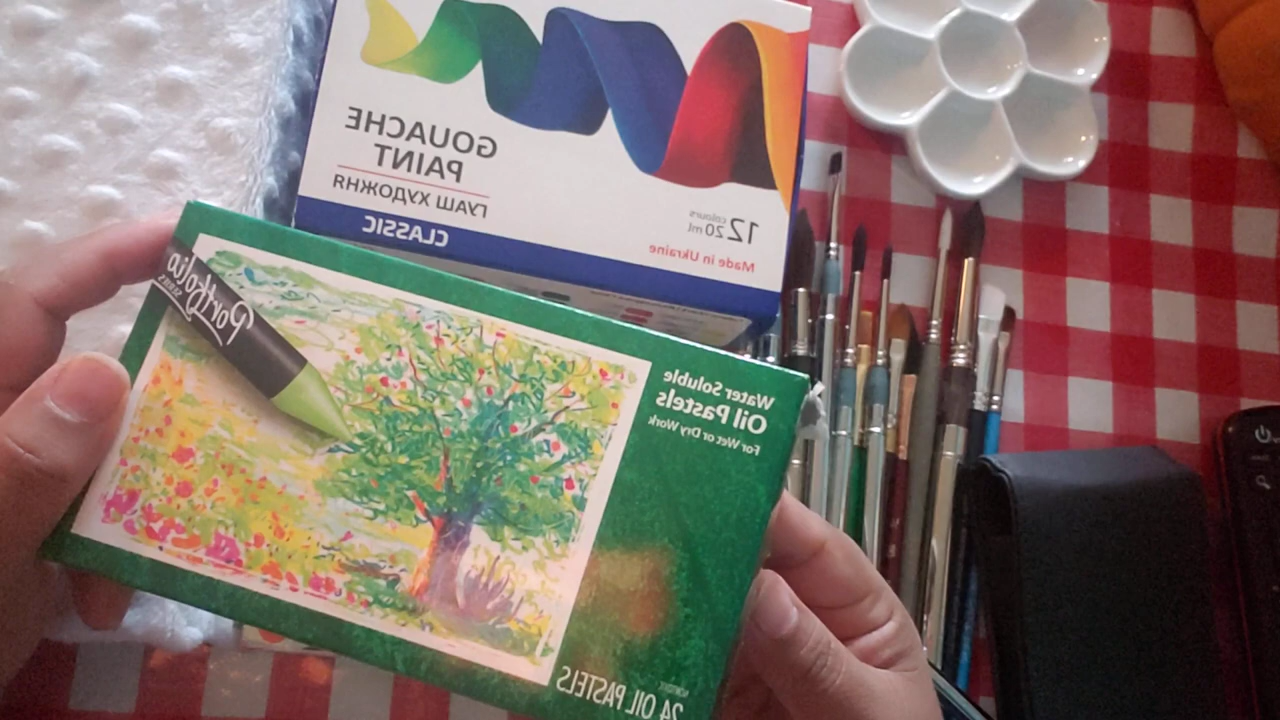 GOUACHE
PAINT
ГУАШ ХУДОЖНЯ
CLASSIC
12 colours
20 ml
Made in Ukraine
Portfolio
SERIES
Water Soluble
Oil Pastels
For Wet or Dry Work
24 OIL PASTELS